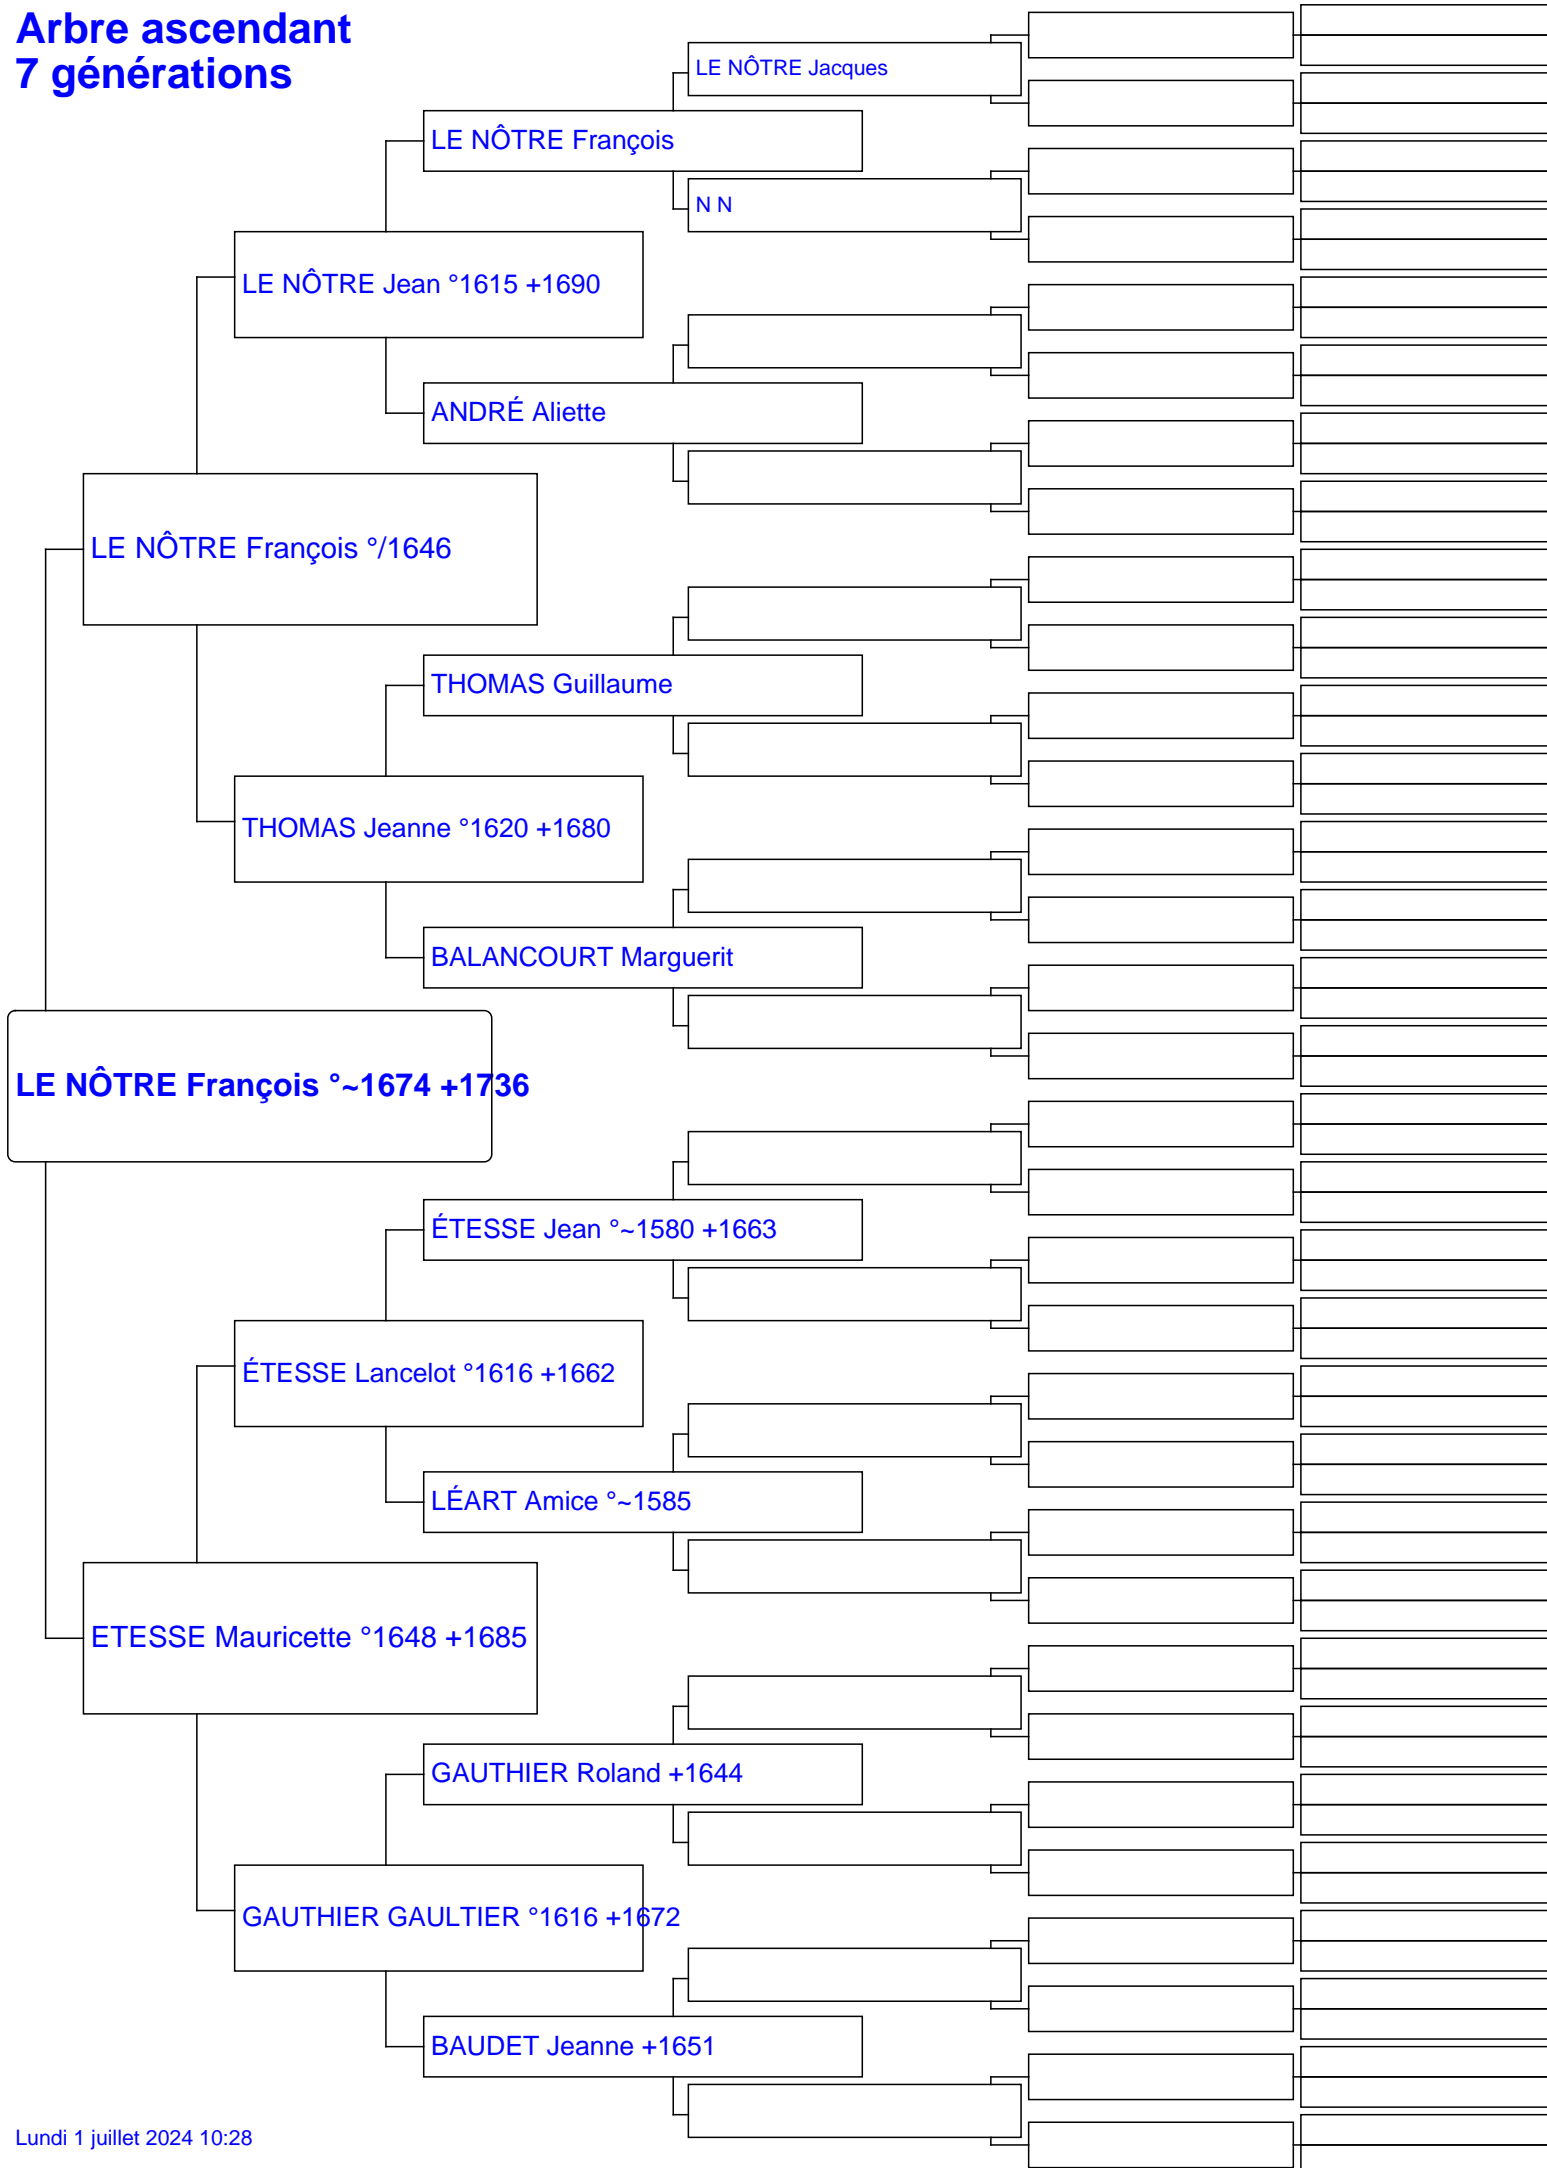 Arbre ascendant
7 générations
LE NÔTRE Jacques
LE NÔTRE François
N N
LE NÔTRE Jean °1615 +1690
ANDRÉ Aliette
LE NÔTRE François °/1646
THOMAS Guillaume
THOMAS Jeanne °1620 +1680
BALANCOURT Marguerit
LE NÔTRE François °~1674 +1736
ÉTESSE Jean °~1580 +1663
ÉTESSE Lancelot °1616 +1662
LÉART Amice °~1585
ETESSE Mauricette °1648 +1685
GAUTHIER Roland +1644
GAUTHIER GAULTIER °1616 +1672
BAUDET Jeanne +1651
Lundi 1 juillet 2024 10:28